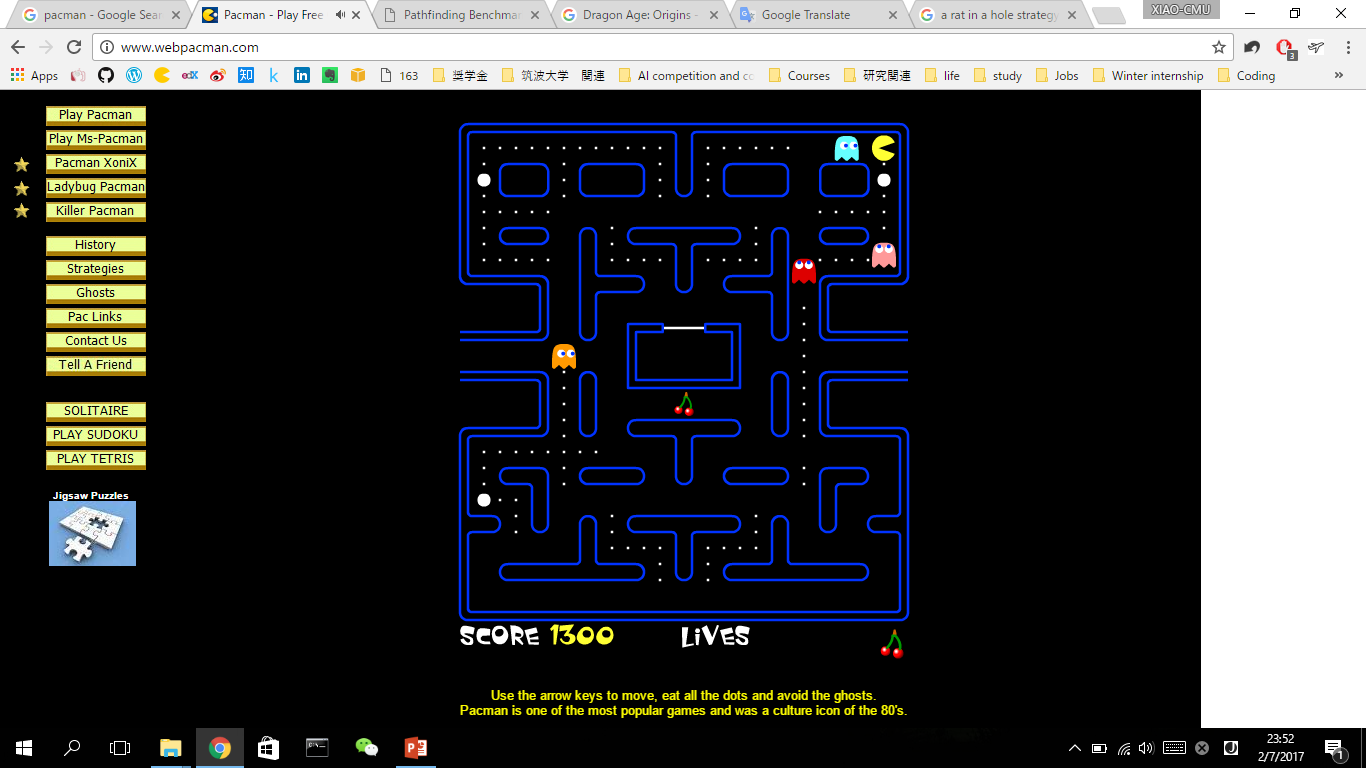 pacman - Google Sear
Pacman - Play Free
Pathfinding Benchmar
Dragon Age: Origins -
Google Translate
a rat in a hole strategy
XIAO-CMU
www.webpacman.com
3
Apps
163
奨学金
筑波大学 関連
AI competition and co
Courses
研究関連
life
study
Jobs
Winter internship
Coding
Play Pacman
Play Ms-Pacman
Pacman XoniX
Ladybug Pacman
Killer Pacman
History
Strategies
Ghosts
Pac Links
Contact Us
Tell A Friend
SOLITAIRE
PLAY SUDOKU
PLAY TETRIS
Jigsaw Puzzles
SCORE 1300 LIVES
Use the arrow keys to move, eat all the dots and avoid the ghosts.
Pacman is one of the most popular games and was a culture icon of the 80's.
23:52
2/7/2017
1